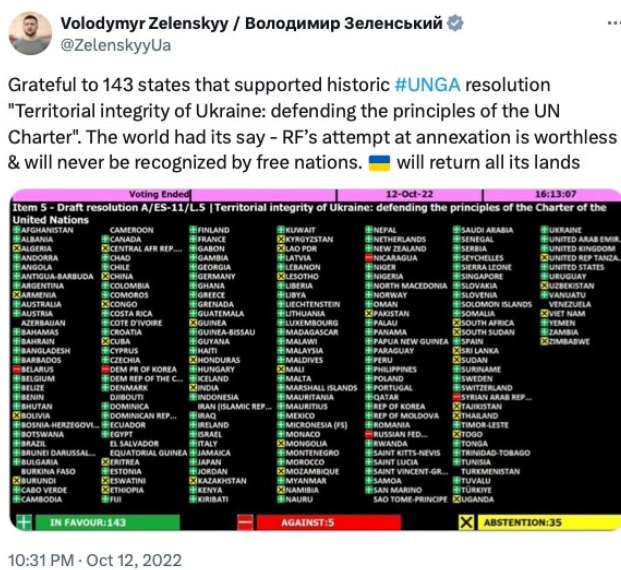 Volodymyr Zelenskyy / Володимир Зеленський
@ZelenskyyUa
Grateful to 143 states that supported historic #UNGA resolution
"Territorial integrity of Ukraine: defending the principles of the UN
Charter". The world had its say - RF’s attempt at annexation is worthless
& will never be recognized by free nations. 🇺🇦 will return all its lands
Voting Ended 12-Oct-22 16:13:07
Item 5 - Draft resolution A/ES-11/L.5 |Territorial integrity of Ukraine: defending the principles of the Charter of the
United Nations
AFGHANISTAN
ALBANIA
ALGERIA
ANDORRA
ANGOLA
ANTIGUA-BARBUDA
ARGENTINA
ARMENIA
AUSTRALIA
AUSTRIA
AZERBAIJAN
BAHAMAS
BAHRAIN
BANGLADESH
BARBADOS
BELARUS
BELGIUM
BELIZE
BENIN
BHUTAN
BOLIVIA
BOSNIA-HERZEGOVI...
BOTSWANA
BRAZIL
BRUNEI DARUSSAL...
BULGARIA
BURKINA FASO
BURUNDI
CABO VERDE
CAMBODIA
CAMEROON
CANADA
CENTRAL AFR REP....
CHAD
CHILE
CHINA
COLOMBIA
COMOROS
CONGO
COSTA RICA
COTE D'IVOIRE
CROATIA
CUBA
CYPRUS
CZECHIA
DEM PR OF KOREA
DEM REP OF THE C...
DENMARK
DJIBOUTI
DOMINICA
DOMINICAN REP...
ECUADOR
EGYPT
EL SALVADOR
EQUATORIAL GUINEA
ERITREA
ESTONIA
ESWATINI
ETHIOPIA
FIJI
FINLAND
FRANCE
GABON
GAMBIA
GEORGIA
GERMANY
GHANA
GREECE
GRENADA
GUATEMALA
GUINEA
GUINEA-BISSAU
GUYANA
HAITI
HONDURAS
HUNGARY
ICELAND
INDIA
INDONESIA
IRAN (ISLAMIC REP...
IRAQ
IRELAND
ISRAEL
ITALY
JAMAICA
JAPAN
JORDAN
KAZAKHSTAN
KENYA
KIRIBATI
KUWAIT
KYRGYZSTAN
LAO PDR
LATVIA
LEBANON
LESOTHO
LIBERIA
LIBYA
LIECHTENSTEIN
LITHUANIA
LUXEMBOURG
MADAGASCAR
MALAWI
MALAYSIA
MALDIVES
MALI
MALTA
MARSHALL ISLANDS
MAURITANIA
MAURITIUS
MEXICO
MICRONESIA (FS)
MONACO
MONGOLIA
MONTENEGRO
MOROCCO
MOZAMBIQUE
MYANMAR
NAMIBIA
NAURU
NEPAL
NETHERLANDS
NEW ZEALAND
NICARAGUA
NIGER
NIGERIA
NORTH MACEDONIA
NORWAY
OMAN
PAKISTAN
PALAU
PANAMA
PAPUA NEW GUINEA
PARAGUAY
PERU
PHILIPPINES
POLAND
PORTUGAL
QATAR
REP OF KOREA
REP OF MOLDOVA
ROMANIA
RUSSIAN FED...
RWANDA
SAINT KITTS-NEVIS
SAINT LUCIA
SAINT VINCENT-GR...
SAMOA
SAN MARINO
SAO TOME-PRINCIPE
SAUDI ARABIA
SENEGAL
SERBIA
SEYCHELLES
SIERRA LEONE
SINGAPORE
SLOVAKIA
SLOVENIA
SOLOMON ISLANDS
SOMALIA
SOUTH AFRICA
SOUTH SUDAN
SPAIN
SRI LANKA
SUDAN
SURINAME
SWEDEN
SWITZERLAND
SYRIAN ARAB REP...
TAJIKISTAN
THAILAND
TIMOR-LESTE
TOGO
TONGA
TRINIDAD-TOBAGO
TUNISIA
TURKMENISTAN
TUVALU
TÜRKIYE
UGANDA
UKRAINE
UNITED ARAB EMIR.
UNITED KINGDOM
UNITED REP TANZA.
UNITED STATES
URUGUAY
UZBEKISTAN
VANUATU
VENEZUELA
VIET NAM
YEMEN
ZAMBIA
ZIMBABWE
IN FAVOUR:143 AGAINST:5 ABSTENTION:35
10:31 PM · Oct 12, 2022